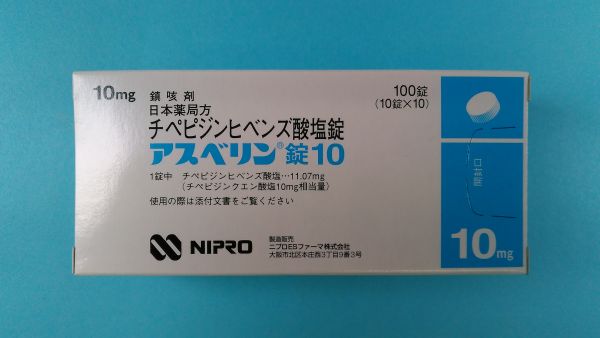 10mg
鎮咳剤
日本薬局方
チペピジンヒベンズ酸塩錠
アスベリン®錠10
100錠
(10錠×10)
1錠中 チペピジンヒベンズ酸塩…11.07mg
(チペピジンクエン酸塩10mg相当量)
使用の際は添付文書をご覧ください
NIPRO
製造販売
ニプロESファーマ株式会社
大阪市北区本庄西3丁目9番3号
開封口
10mg